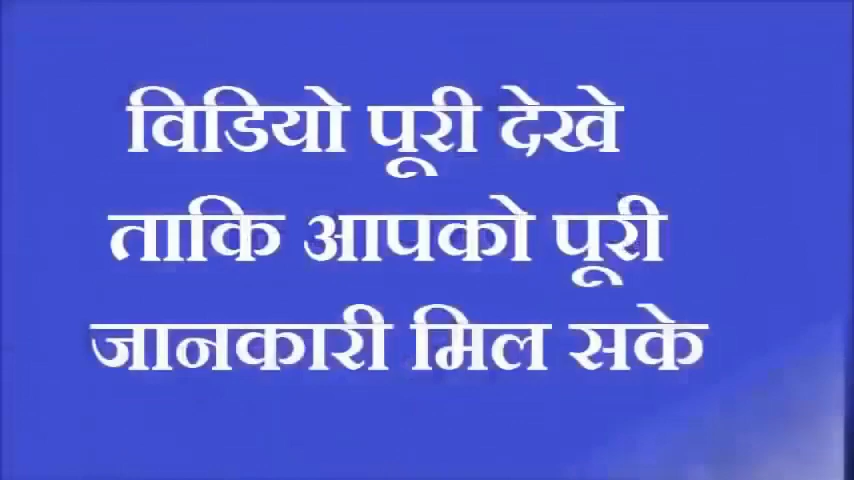 विडियो पूरी देखे
ताकि आपको पूरी
जानकारी मिल सके